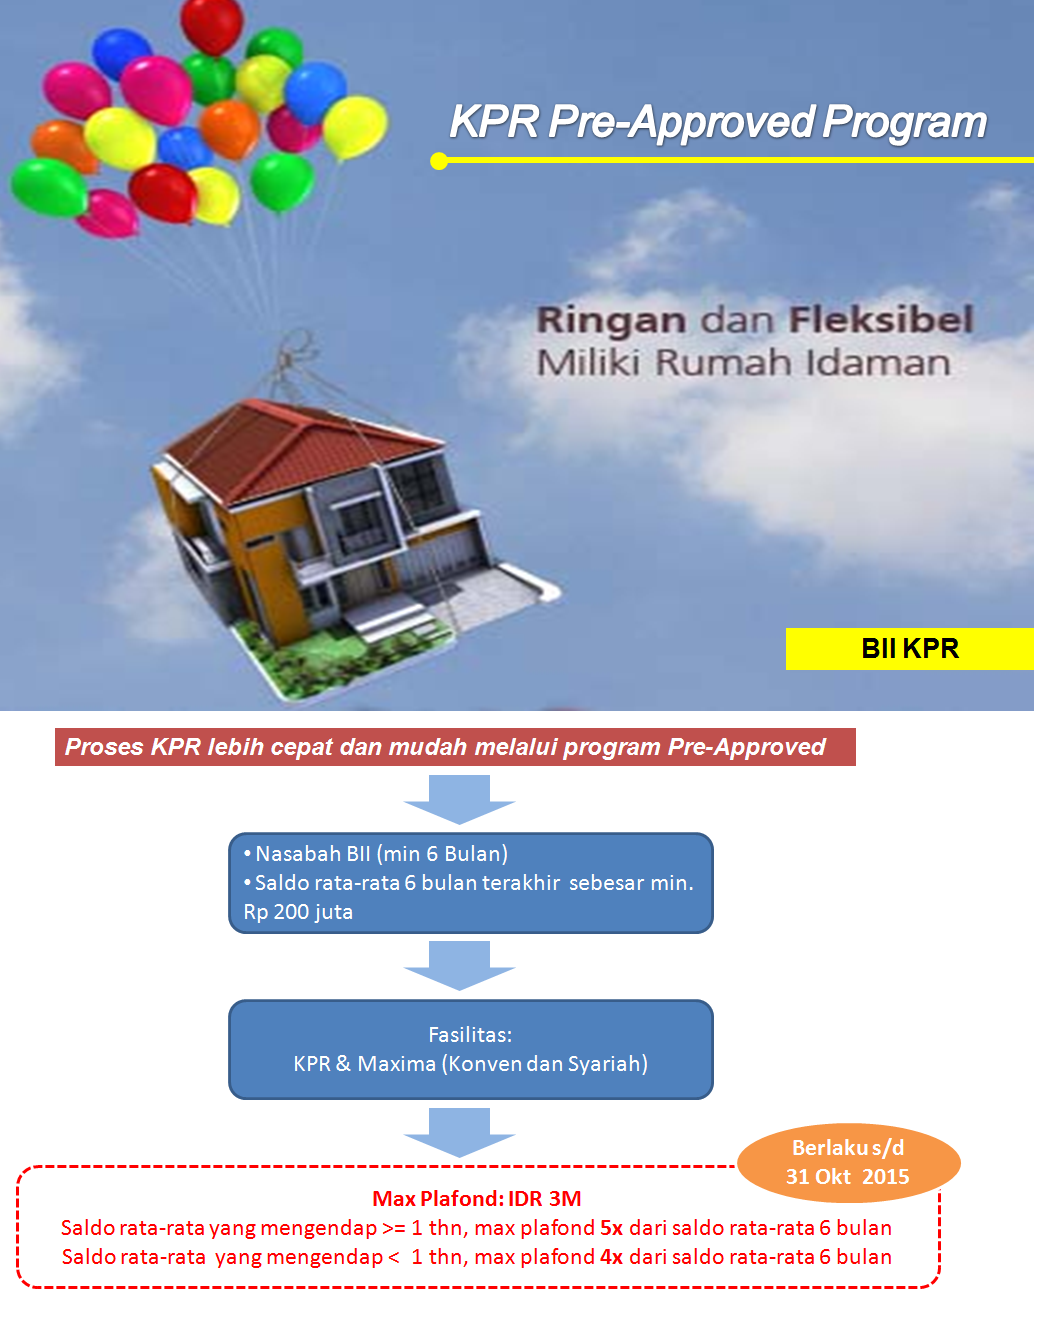 KPR Pre-Approved Program
Ringan dan Fleksibel
Miliki Rumah Idaman
BII KPR
Proses KPR lebih cepat dan mudah melalui program Pre-Approved
• Nasabah BII (min 6 Bulan)
• Saldo rata-rata 6 bulan terakhir sebesar min.
Rp 200 juta
Fasilitas:
KPR & Maxima (Konven dan Syariah)
Berlaku s/d
31 Okt 2015
Max Plafond: IDR 3M
Saldo rata-rata yang mengendap >= 1 thn, max plafond 5x dari saldo rata-rata 6 bulan
Saldo rata-rata yang mengendap < 1 thn, max plafond 4x dari saldo rata-rata 6 bulan